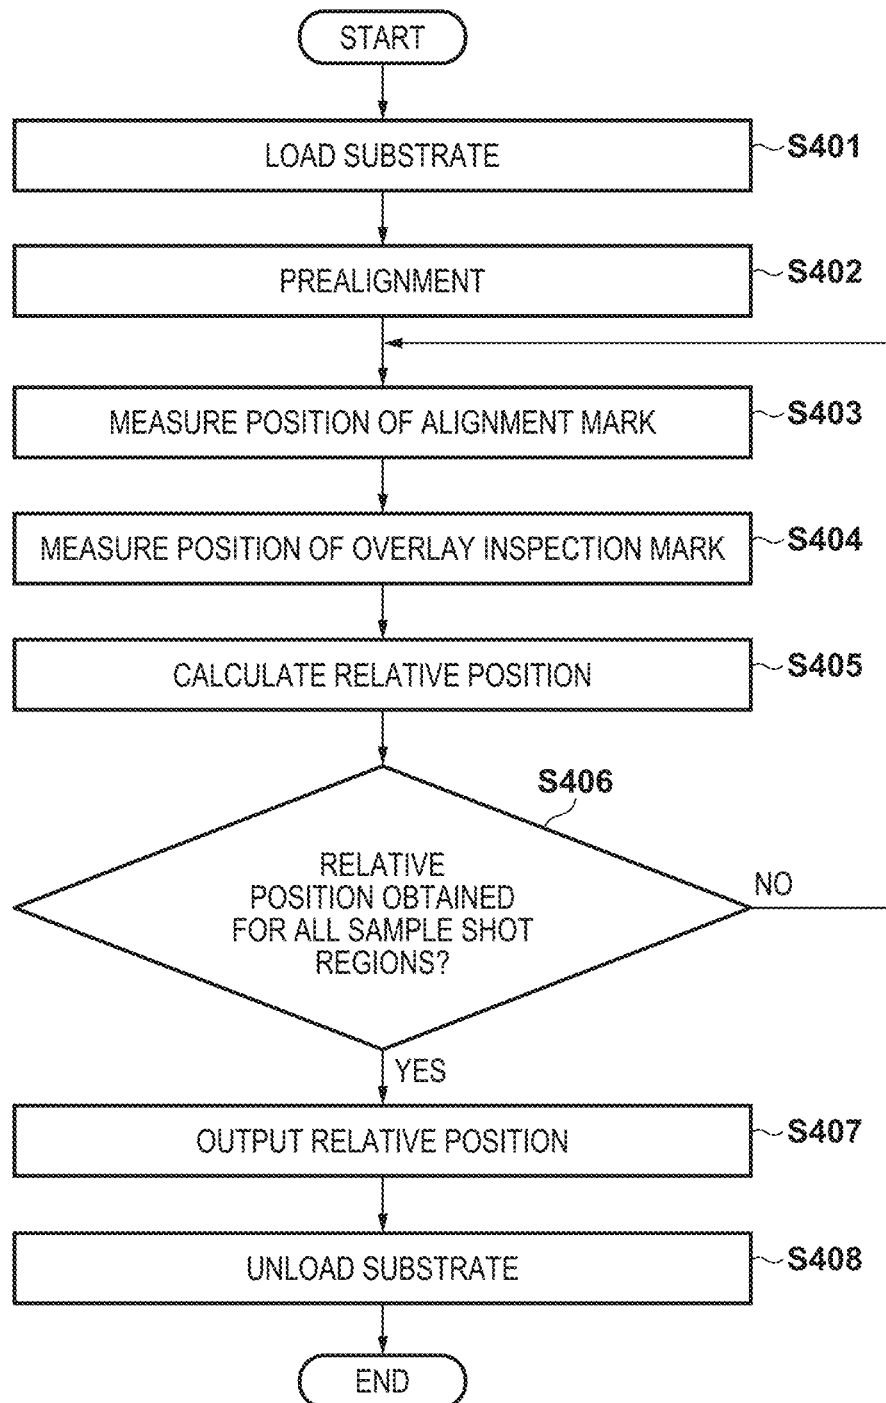 START
LOAD SUBSTRATE
S401
PREALIGNMENT
S402
MEASURE POSITION OF ALIGNMENT MARK
S403
MEASURE POSITION OF OVERLAY INSPECTION MARK
S404
CALCULATE RELATIVE POSITION
S405
S406
RELATIVE
POSITION OBTAINED
FOR ALL SAMPLE SHOT
REGIONS?
NO
YES
OUTPUT RELATIVE POSITION
S407
UNLOAD SUBSTRATE
S408
END